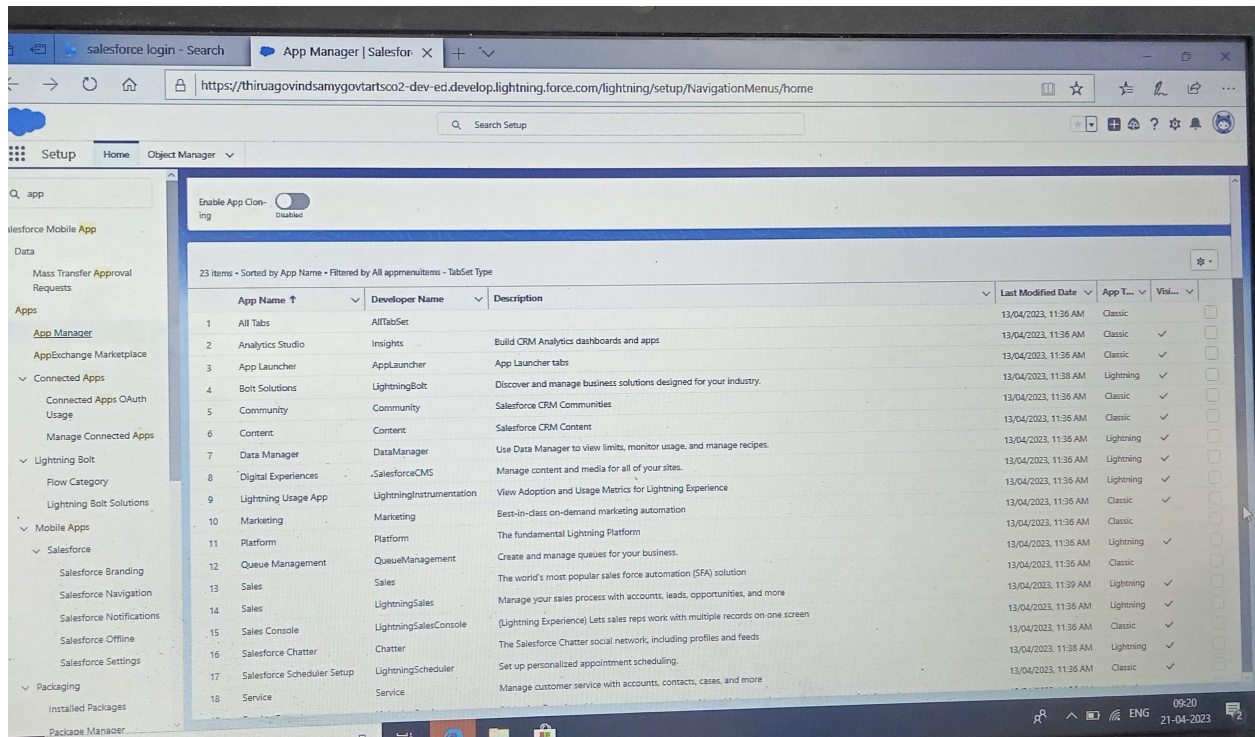 salesforce login - Search
App Manager | Salesfor
https://thiruagovindsamygovtartsco2-dev-ed.develop.lightning.force.com/lightning/setup/NavigationMenus/home
Search Setup
Setup Home Object Manager
app
Enable App Clon-
ing
Disabled
lesforce Mobile App
Data
Mass Transfer Approval
Requests
Apps
App Manager
AppExchange Marketplace
Connected Apps
Connected Apps OAuth
Usage
Manage Connected Apps
Lightning Bolt
Flow Category
Lightning Bolt Solutions
Mobile Apps
Salesforce
Salesforce Branding
Salesforce Navigation
Salesforce Notifications
Salesforce Offline
Salesforce Settings
Packaging
Installed Packages
Package Manager
23 items • Sorted by App Name • Filtered by All appmenuitems - TabSet Type
App Name ↑ Developer Name Description Last Modified Date App T... Visi...
1 All Tabs AllTabSet 13/04/2023, 11:36 AM Classic
2 Analytics Studio Insights Build CRM Analytics dashboards and apps 13/04/2023, 11:36 AM Classic
3 App Launcher AppLauncher App Launcher tabs 13/04/2023, 11:36 AM Classic
4 Bolt Solutions LightningBolt Discover and manage business solutions designed for your industry. 13/04/2023, 11:38 AM Lightning
5 Community Community Salesforce CRM Communities 13/04/2023, 11:36 AM Classic
6 Content Content Salesforce CRM Content 13/04/2023, 11:36 AM Classic
7 Data Manager DataManager Use Data Manager to view limits, monitor usage, and manage recipes. 13/04/2023, 11:36 AM Lightning
8 Digital Experiences SalesforceCMS Manage content and media for all of your sites. 13/04/2023, 11:36 AM Lightning
9 Lightning Usage App LightningInstrumentation View Adoption and Usage Metrics for Lightning Experience 13/04/2023, 11:36 AM Lightning
10 Marketing Marketing Best-in-class on-demand marketing automation 13/04/2023, 11:36 AM Classic
11 Platform Platform The fundamental Lightning Platform 13/04/2023, 11:36 AM Classic
12 Queue Management QueueManagement Create and manage queues for your business. 13/04/2023, 11:36 AM Lightning
13 Sales Sales The world's most popular sales force automation (SFA) solution 13/04/2023, 11:36 AM Classic
14 Sales LightningSales Manage your sales process with accounts, leads, opportunities, and more 13/04/2023, 11:39 AM Lightning
15 Sales Console LightningSalesConsole (Lightning Experience) Lets sales reps work with multiple records on one screen 13/04/2023, 11:36 AM Lightning
16 Salesforce Chatter Chatter The Salesforce Chatter social network, including profiles and feeds 13/04/2023, 11:36 AM Classic
17 Salesforce Scheduler Setup LightningScheduler Set up personalized appointment scheduling. 13/04/2023, 11:38 AM Lightning
18 Service Service Manage customer service with accounts, contacts, cases, and more 13/04/2023, 11:36 AM Classic
ENG
09:20
21-04-2023
2